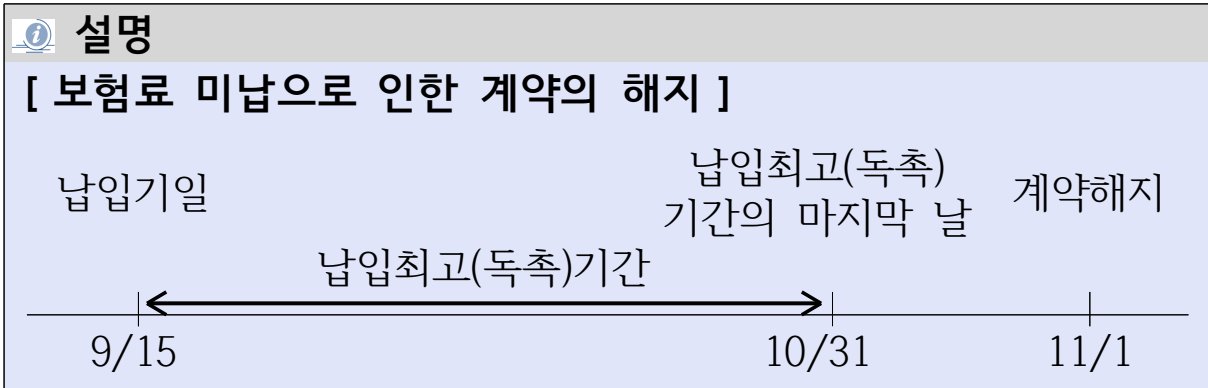 설명
[ 보험료 미납으로 인한 계약의 해지 ]
납입기일
납입최고(독촉)
기간의 마지막 날
계약해지
납입최고(독촉)기간
9/15
10/31
11/1